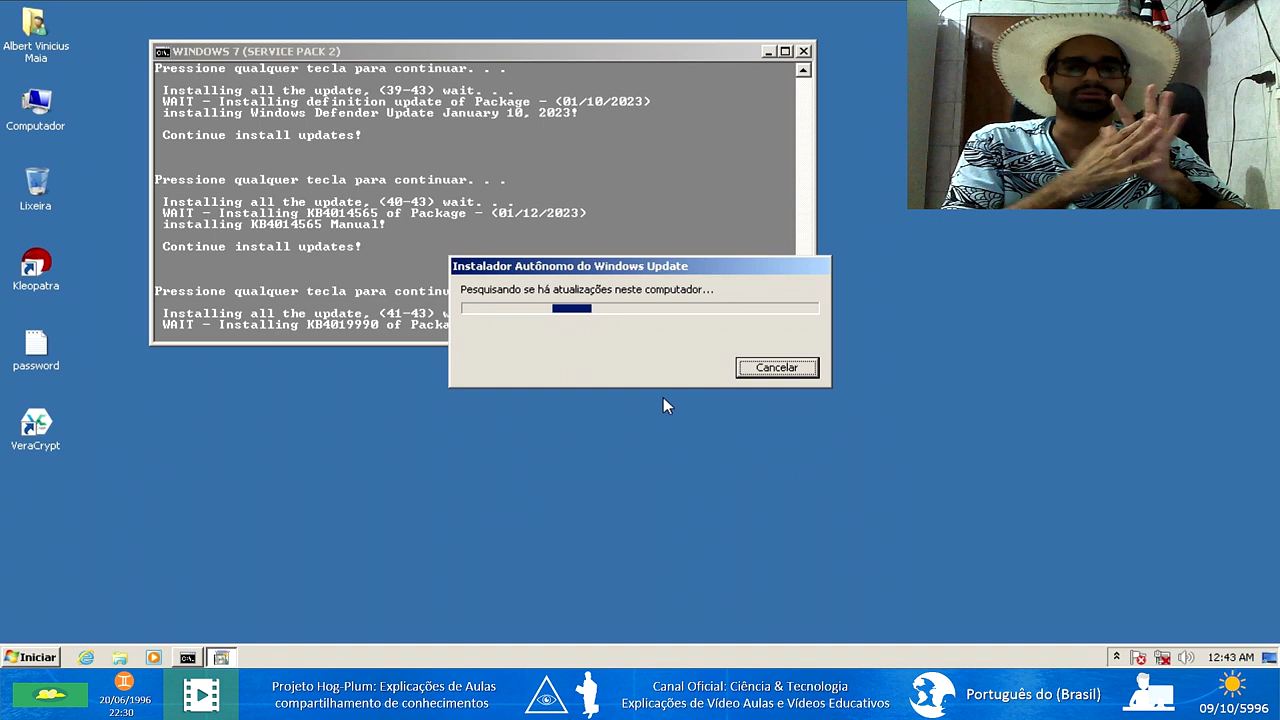 Albert Vinicius
Maia
Computador
Lixeira
Kleopatra
password
VeraCrypt
WINDOWS 7 (SERVICE PACK 2)
Pressione qualquer tecla para continuar. . .
Installing all the update, (39-43) wait. . .
WAIT - Installing definition update of Package - (01/10/2023)
installing Windows Defender Update January 10, 2023!
Continue install updates!
Pressione qualquer tecla para continuar. . .
Installing all the update, (40-43) wait. . .
WAIT - Installing KB4014565 of Package - (01/12/2023)
installing KB4014565 Manual!
Continue install updates!
Pressione qualquer tecla para continu
Installing all the update, (41-43) w
WAIT - Installing KB4019990 of Packa
Instalador Autônomo do Windows Update
Pesquisando se há atualizações neste computador...
Cancelar
Iniciar
12:43 AM
20/06/1996
22:30
Projeto Hog-Plum: Explicações de Aulas
compartilhamento de conhecimentos
Canal Oficial: Ciência & Tecnologia
Explicações de Vídeo Aulas e Vídeos Educativos
Português do (Brasil)
09/10/5996